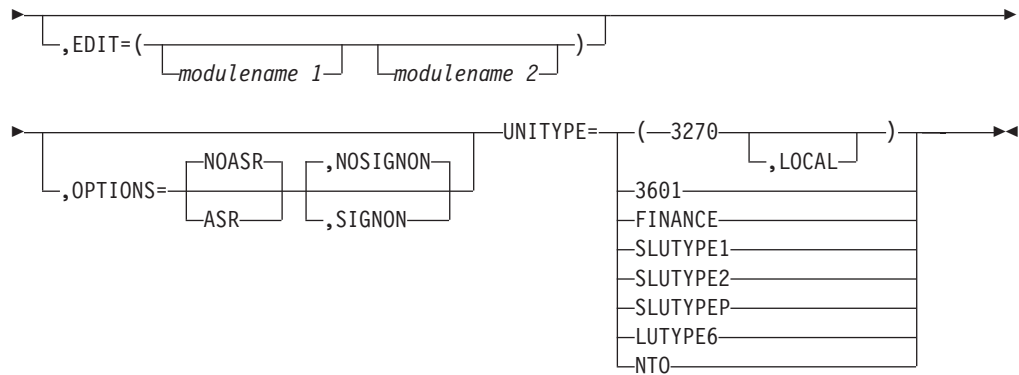 ,EDIT=( )
modulename 1 modulename 2
UNITYPE= ( 3270 )
NOASR ,NOSIGNON ,LOCAL
,OPTIONS= 3601
ASR ,SIGNON FINANCE
SLUTYPE1
SLUTYPE2
SLUTYPEP
LUTYPE6
NTO